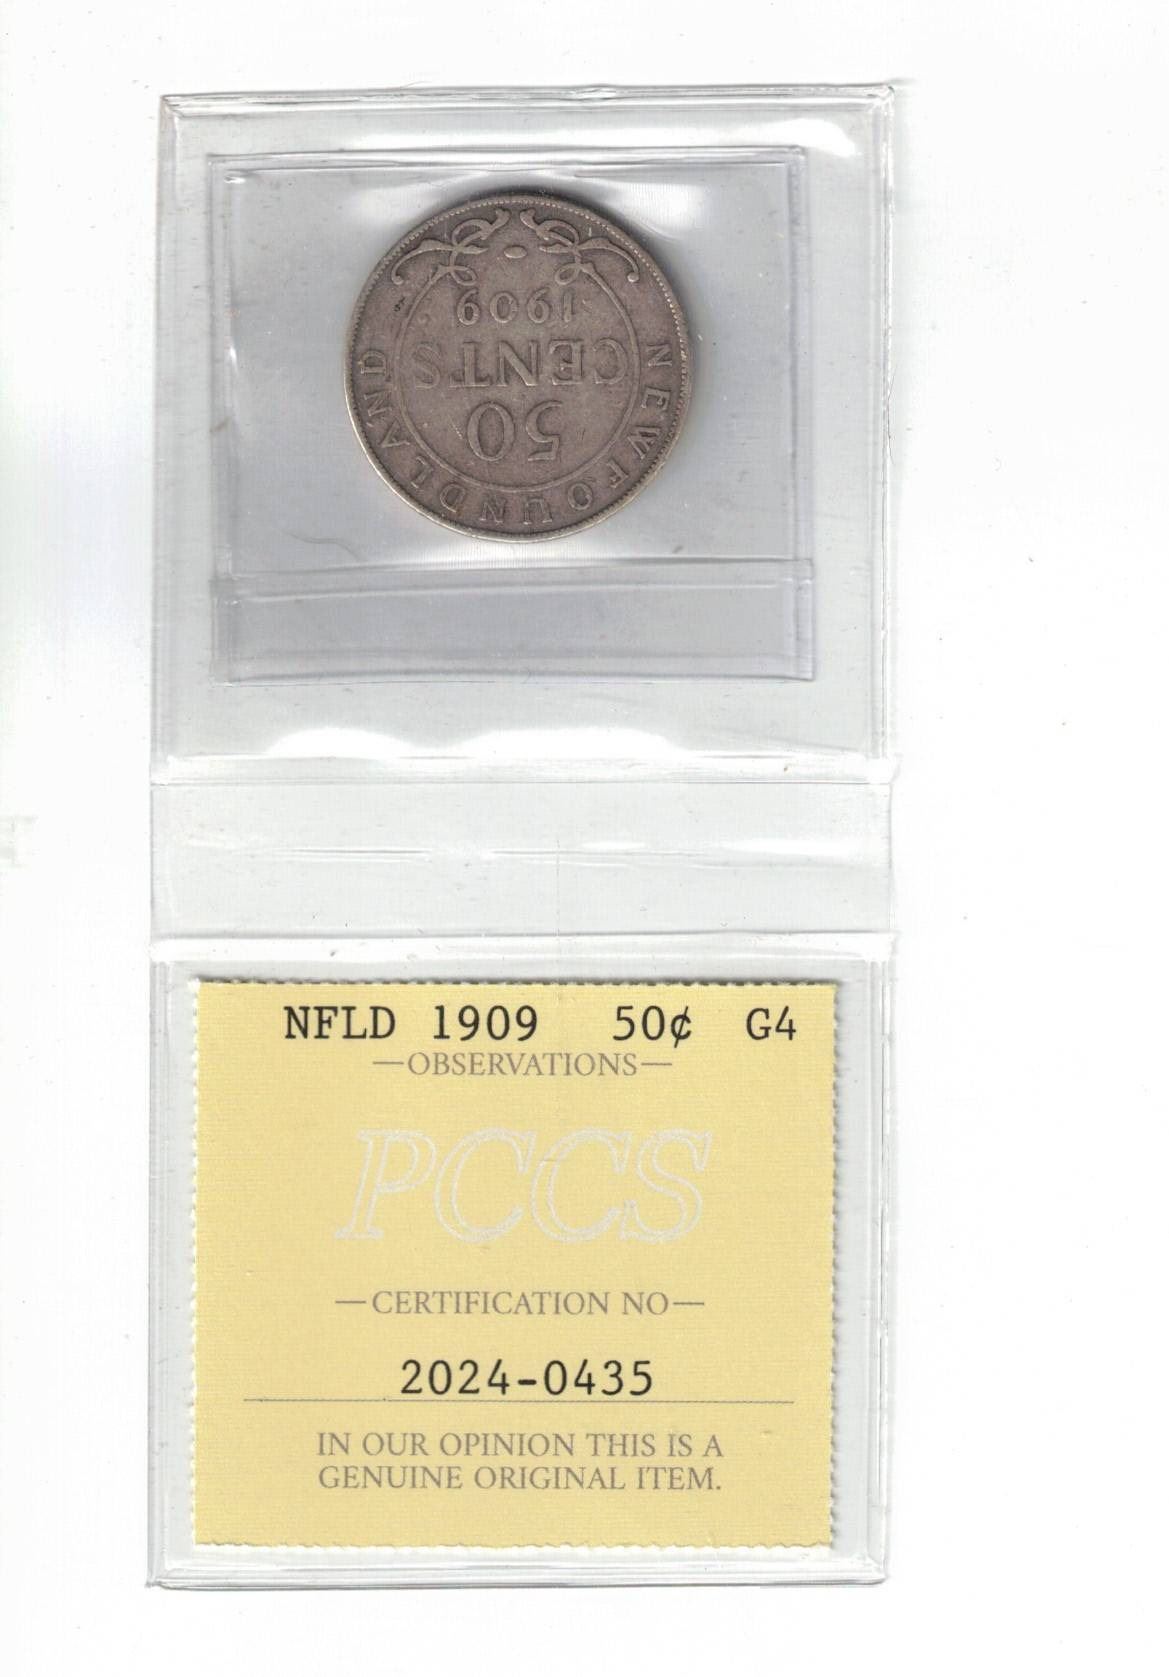 50
CENTS
1909
NEWFOUNDLAND
NFLD 1909 50¢ G4
—OBSERVATIONS—
PCCS
—CERTIFICATION NO—
2024-0435
IN OUR OPINION THIS IS A
GENUINE ORIGINAL ITEM.